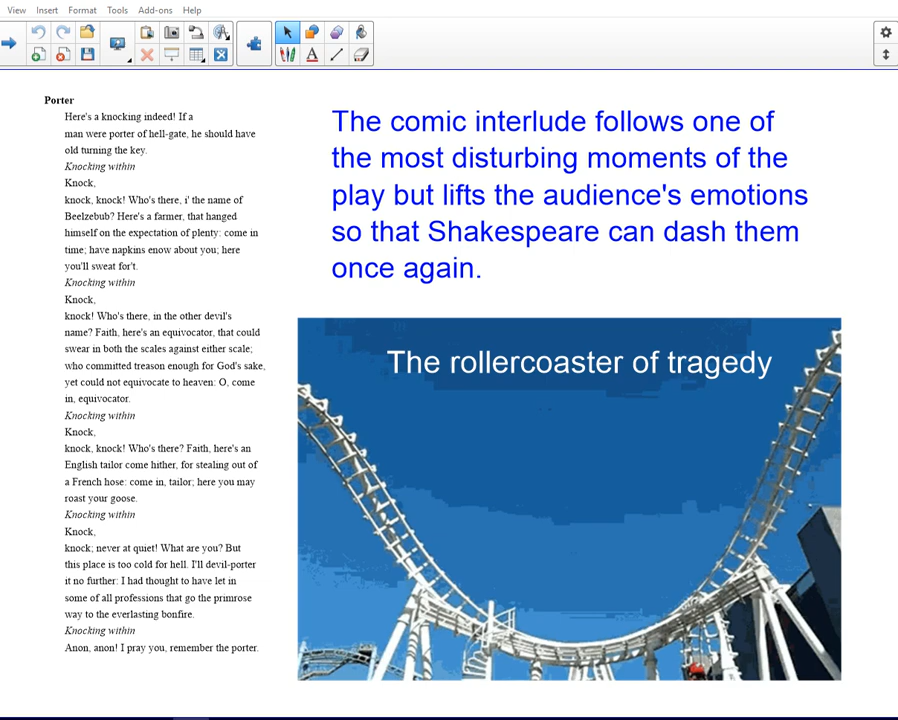 View Insert Format Tools Add-ons Help
Porter
Here's a knocking indeed! If a
man were porter of hell-gate, he should have
old turning the key.
Knocking within
Knock,
knock, knock! Who's there, i' the name of
Beelzebub? Here's a farmer, that hanged
himself on the expectation of plenty: come in
time; have napkins enow about you; here
you'll sweat for't.
Knocking within
Knock,
knock! Who's there, in the other devil's
name? Faith, here's an equivocator, that could
swear in both the scales against either scale;
who committed treason enough for God's sake,
yet could not equivocate to heaven: O, come
in, equivocator.
Knocking within
Knock,
knock, knock! Who's there? Faith, here's an
English tailor come hither, for stealing out of
a French hose: come in, tailor; here you may
roast your goose.
Knocking within
Knock,
knock; never at quiet! What are you? But
this place is too cold for hell. I'll devil-porter
it no further: I had thought to have let in
some of all professions that go the primrose
way to the everlasting bonfire.
Knocking within
Anon, anon! I pray you, remember the porter.
The comic interlude follows one of
the most disturbing moments of the
play but lifts the audience's emotions
so that Shakespeare can dash them
once again.
The rollercoaster of tragedy